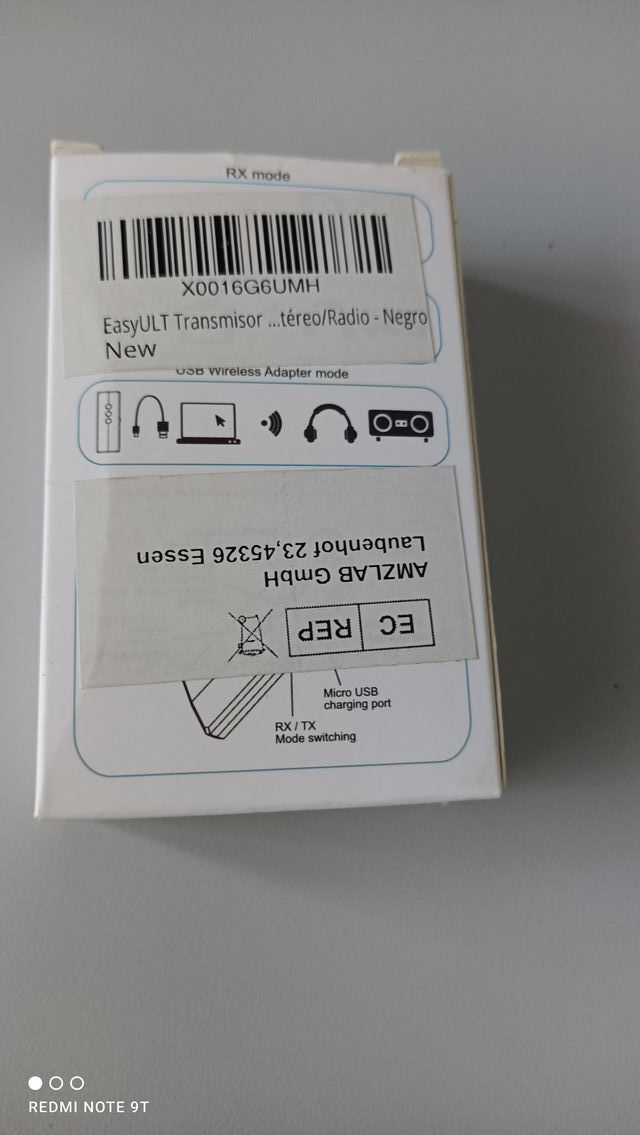 RX mode
X0016G6UMH
EasyULT Transmisor ...téreo/Radio - Negro
New
USB Wireless Adapter mode
EC REP
AMZLAB GmbH
Laubenhof 23,45326 Essen
Micro USB
charging port
RX / TX
Mode switching
REDMI NOTE 9T